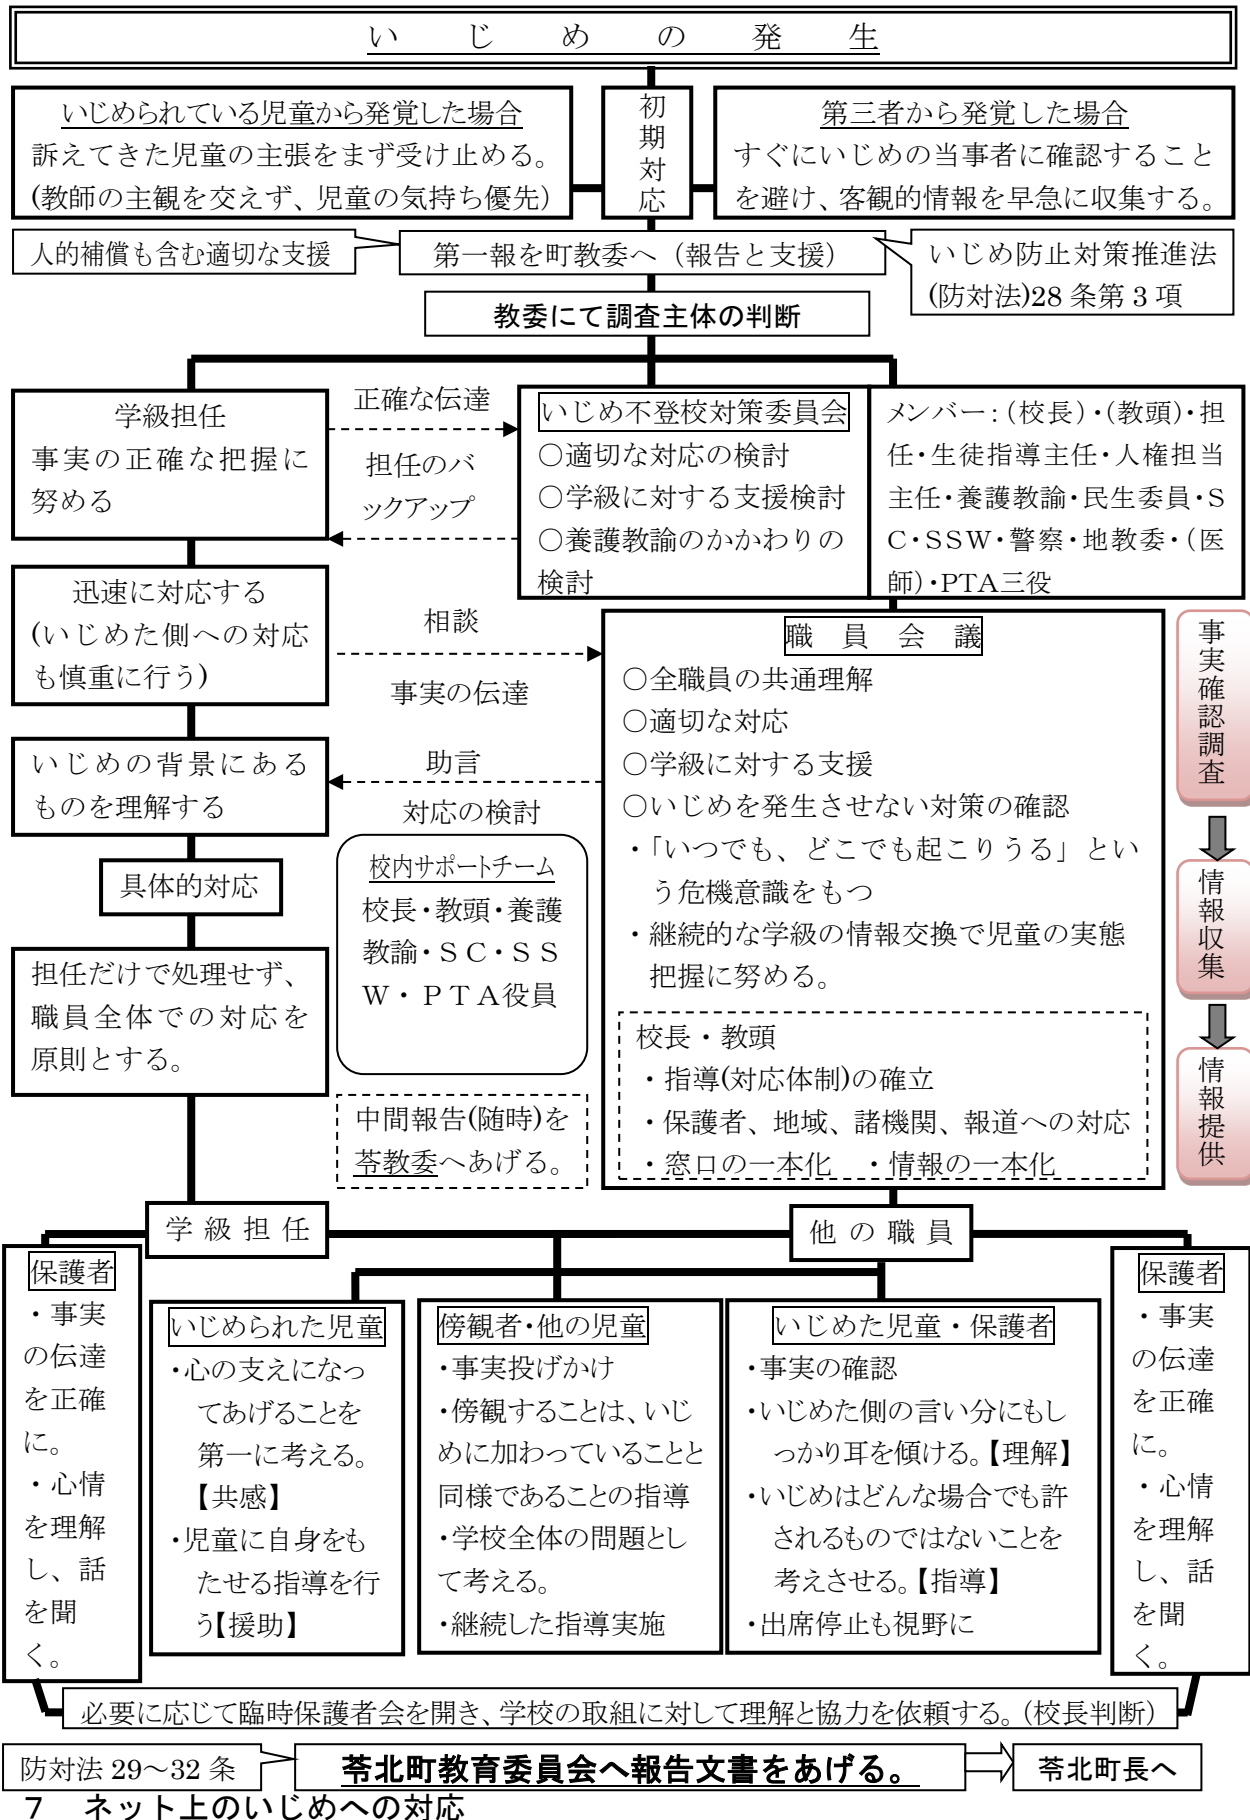 いじめの発生
いじめられている児童から発覚した場合
訴えてきた児童の主張をまず受け止める。
(教師の主観を交えず、児童の気持ち優先)
初期対応
第三者から発覚した場合
すぐにいじめの当事者に確認すること
を避け、客観的情報を早急に収集する。
人的補償も含む適切な支援
第一報を町教委へ（報告と支援）
いじめ防止対策推進法
(防対法)28条第3項
教委にて調査主体の判断
学級担任
事実の正確な把握に
努める
正確な伝達
担任のバ
ックアップ
いじめ不登校対策委員会
○適切な対応の検討
○学級に対する支援検討
○養護教諭のかかわりの
検討
メンバー：(校長)・(教頭)・担
任・生徒指導主任・人権担当
主任・養護教諭・民生委員・S
C・SSW・警察・地教委・(医
師)・PTA三役
迅速に対応する
(いじめた側への対応
も慎重に行う)
相談
事実の伝達
いじめの背景にある
ものを理解する
助言
対応の検討
具体的対応
担任だけで処理せず、
職員全体での対応を
原則とする。
校内サポートチーム
校長・教頭・養護
教諭・ＳＣ・ＳＳ
Ｗ・ＰＴＡ役員
中間報告(随時)を
苓教委へあげる。
職員会議
○全職員の共通理解
○適切な対応
○学級に対する支援
○いじめを発生させない対策の確認
・「いつでも、どこでも起こりうる」とい
う危機意識をもつ
・継続的な学級の情報交換で児童の実態
把握に努める。
校長・教頭
・指導(対応体制)の確立
・保護者、地域、諸機関、報道への対応
・窓口の一本化　・情報の一本化
事実確認調査
情報収集
情報提供
学級担任
他の職員
保護者
・事実
の伝達
を正確
に。
・心情
を理解
し、話
を聞
く。
いじめられた児童
・心の支えになっ
てあげることを
第一に考える。
【共感】
・児童に自身をも
たせる指導を行
う【援助】
傍観者・他の児童
・事実投げかけ
・傍観することは、いじ
めに加わっていることと
同様であることの指導
・学校全体の問題とし
て考える。
・継続した指導実施
いじめた児童・保護者
・事実の確認
・いじめた側の言い分にもし
っかり耳を傾ける。【理解】
・いじめはどんな場合でも許
されるものではないことを
考えさせる。【指導】
・出席停止も視野に
保護者
・事実
の伝達
を正確
に。
・心情
を理解
し、話
を聞
く。
必要に応じて臨時保護者会を開き、学校の取組に対して理解と協力を依頼する。(校長判断)
防対法29～32条
苓北町教育委員会へ報告文書をあげる。
苓北町長へ
７　ネット上のいじめへの対応